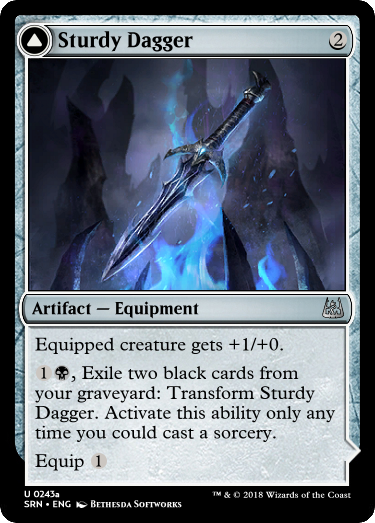 Sturdy Dagger 2
Artifact — Equipment
Equipped creature gets +1/+0.
1 , Exile two black cards from
your graveyard: Transform Sturdy
Dagger. Activate this ability only any
time you could cast a sorcery.
Equip 1
U 0243a
SRN • ENG BETHESDA SOFTWORKS
™ & © 2018 Wizards of the Coast